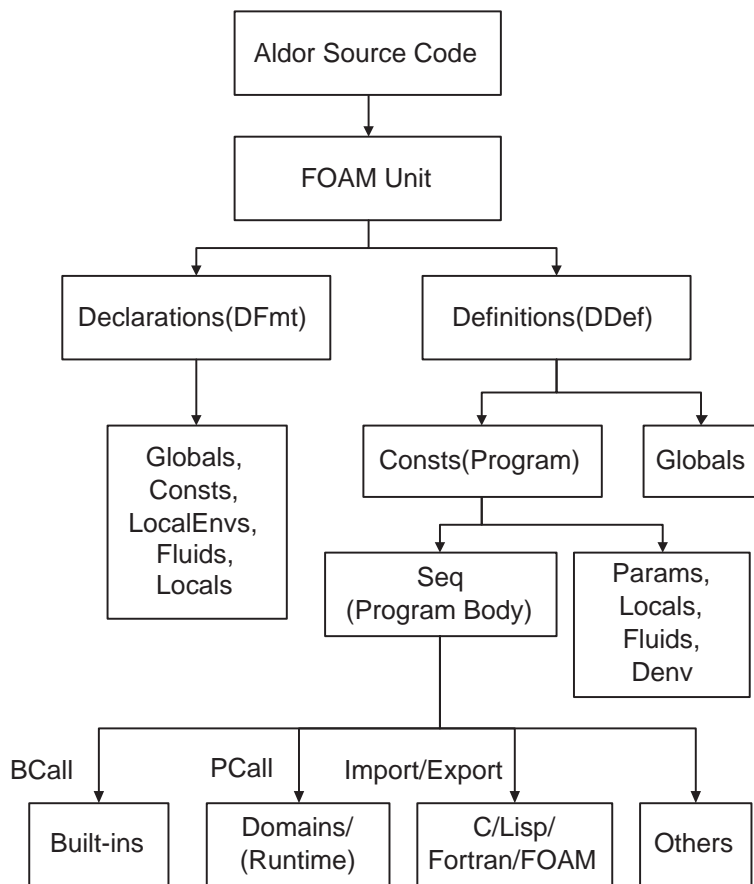 Aldor Source Code
FOAM Unit
Declarations(DFmt)
Definitions(DDef)
Globals,
Consts,
LocalEnvs,
Fluids,
Locals
Consts(Program)
Globals
Seq
(Program Body)
Params,
Locals,
Fluids,
Denv
BCall
PCall
Import/Export
Built-ins
Domains/
(Runtime)
C/Lisp/
Fortran/FOAM
Others